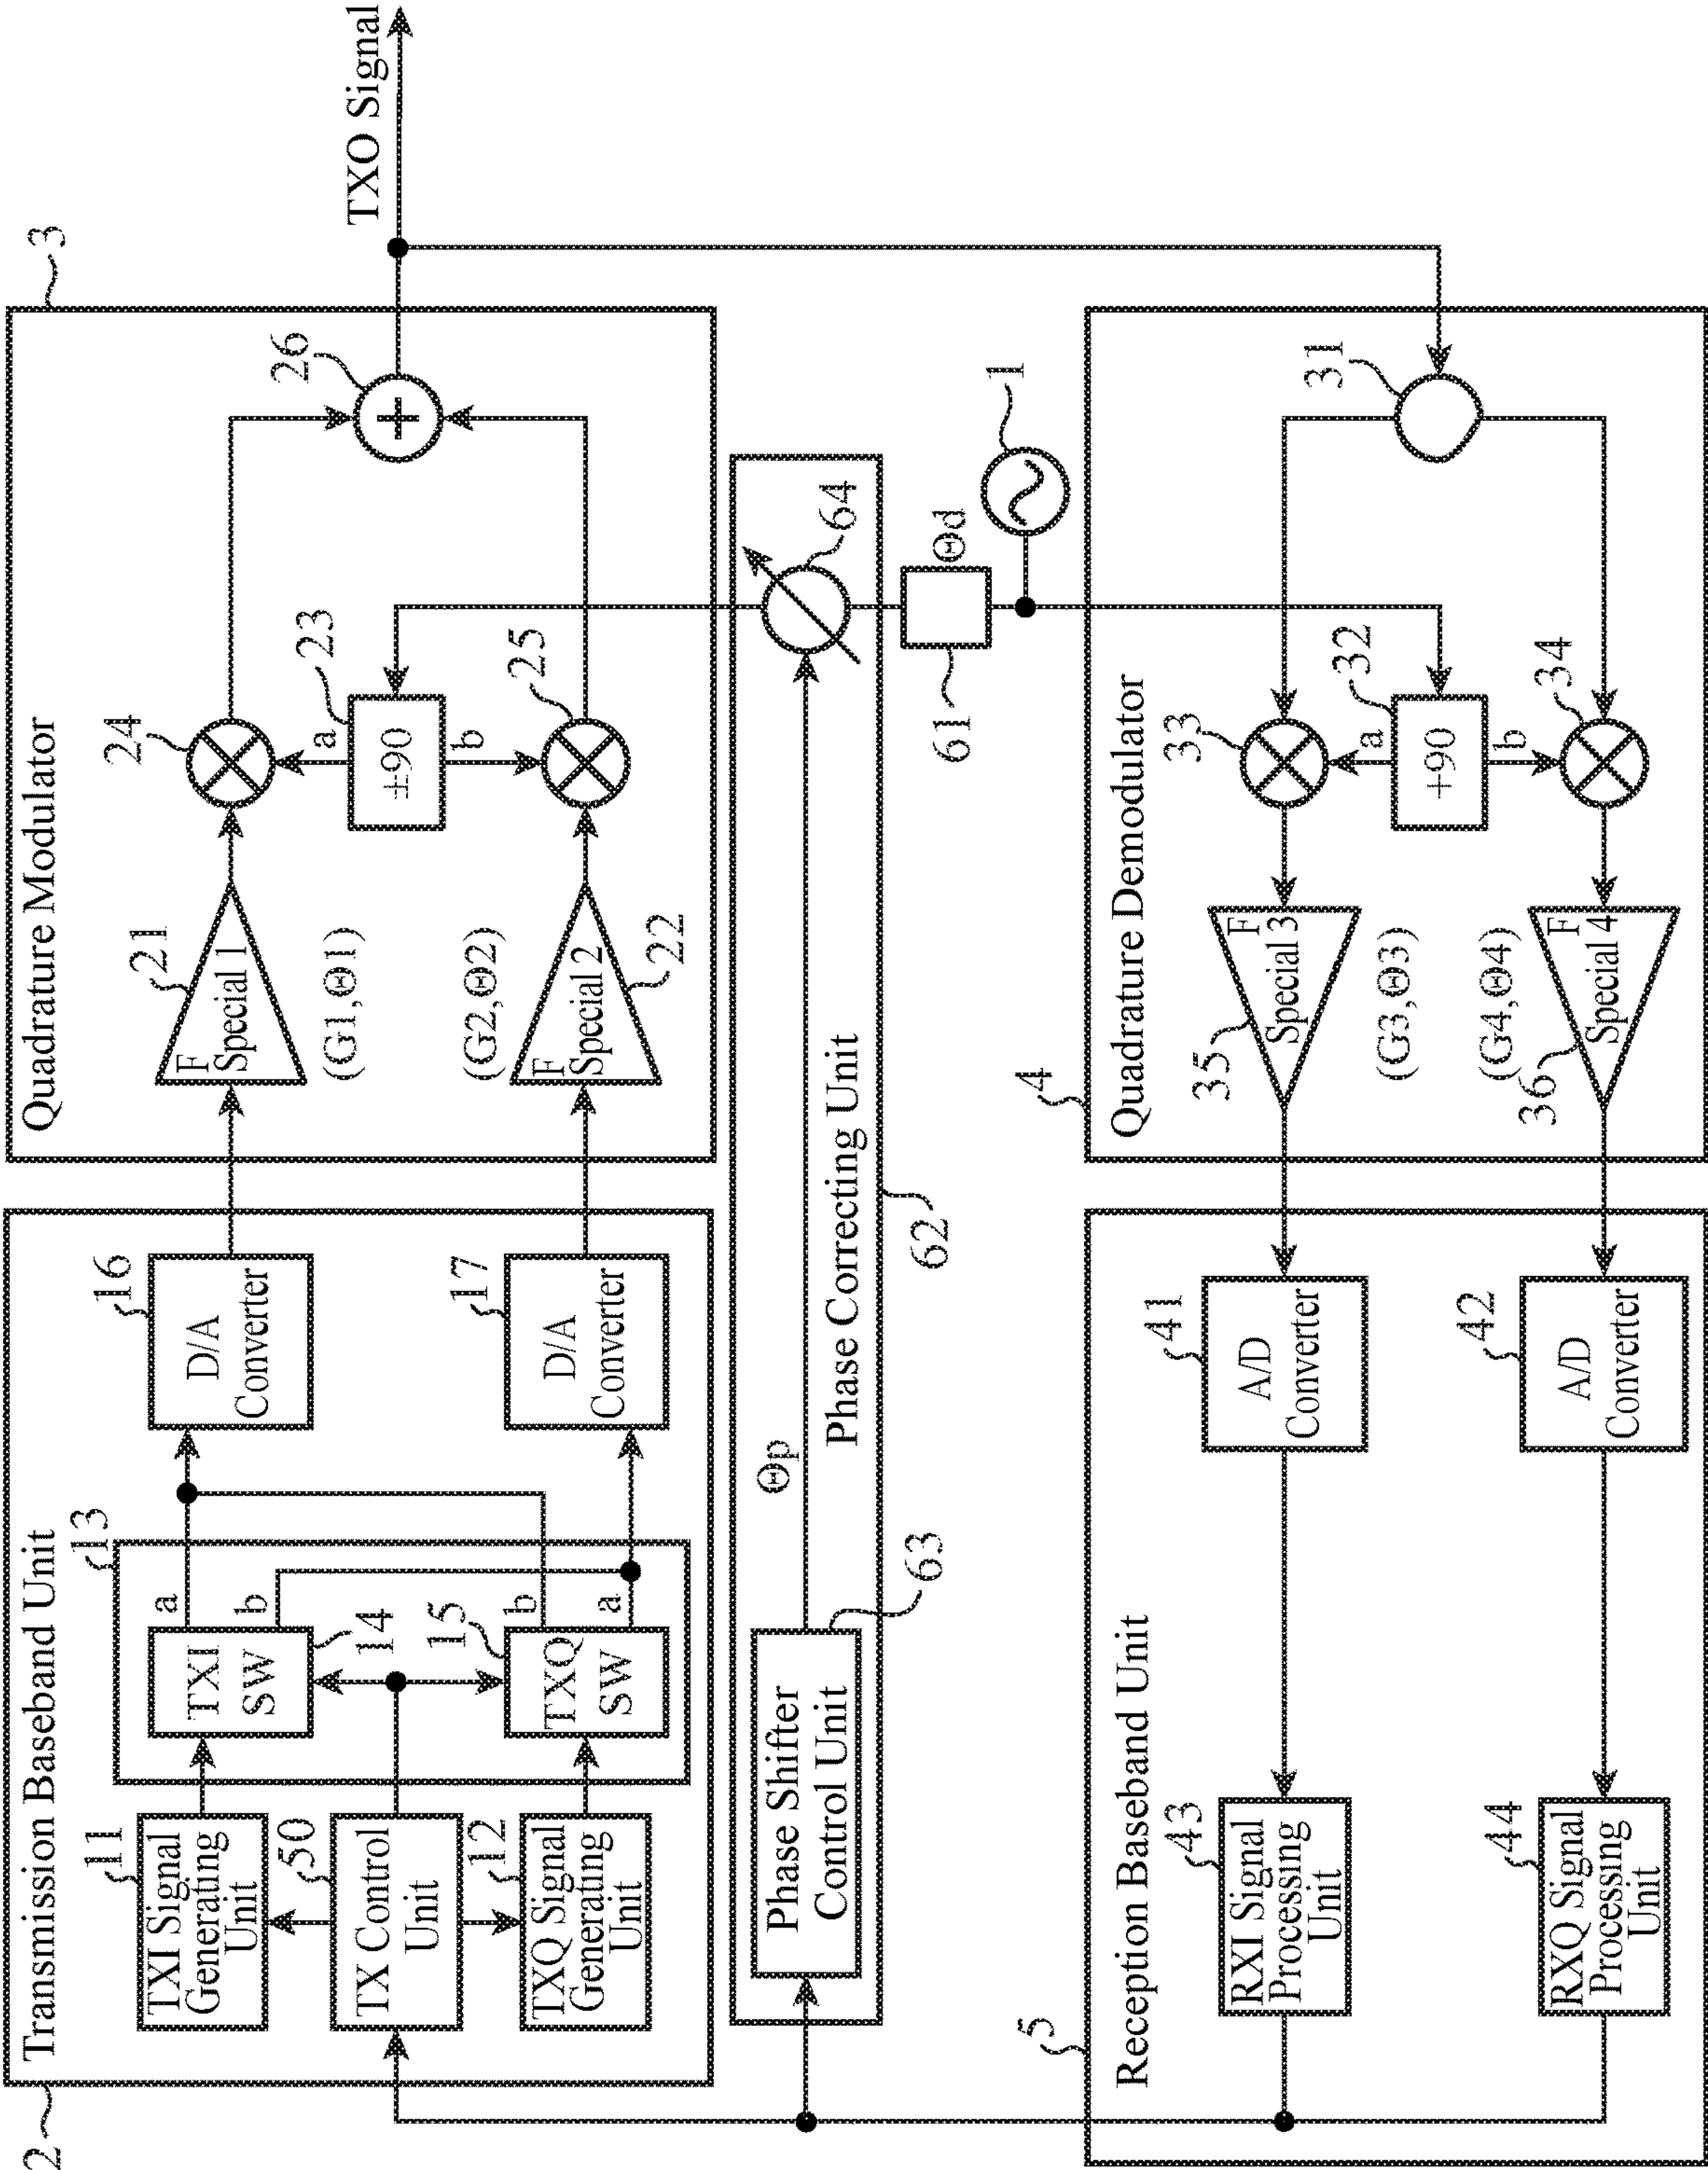 2
Transmission Baseband Unit
11
TXI Signal
Generating
Unit
50
TX Control
Unit
12
TXQ Signal
Generating
Unit
13
TXI
SW
a
b
14
15
TXQ
SW
b
a
16
D/A
Converter
17
D/A
Converter
3
Quadrature Modulator
21
F
Special 1
(G1,Θ1)
(G2,Θ2)
F
Special 2
22
24
23
a
±90
b
25
26
TXO Signal
Phase Shifter
Control Unit
63
Θp
Phase Correcting Unit
62
64
61
Θd
1
5
Reception Baseband Unit
43
RXI Signal
Processing
Unit
44
RXQ Signal
Processing
Unit
41
A/D
Converter
42
A/D
Converter
4
Quadrature Demodulator
35
F
Special 3
(G3,Θ3)
(G4,Θ4)
36
F
Special 4
33
32
a
+90
b
34
31